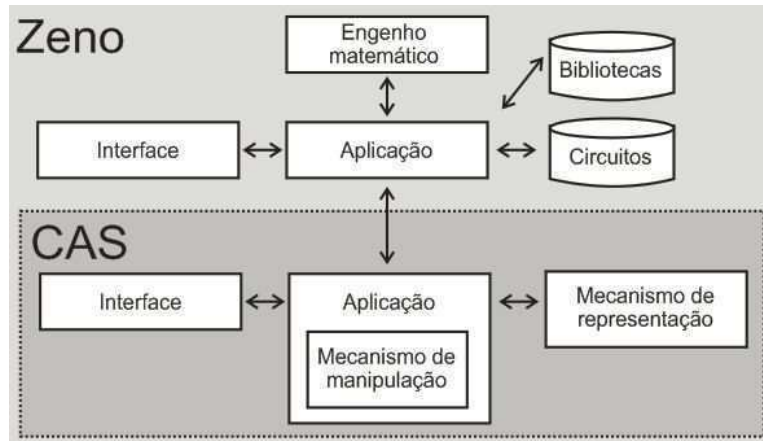 Zeno
Engenho
matemático
Bibliotecas
Interface
Aplicação
Circuitos
CAS
Interface
Aplicação
Mecanismo de
representação
Mecanismo de
manipulação